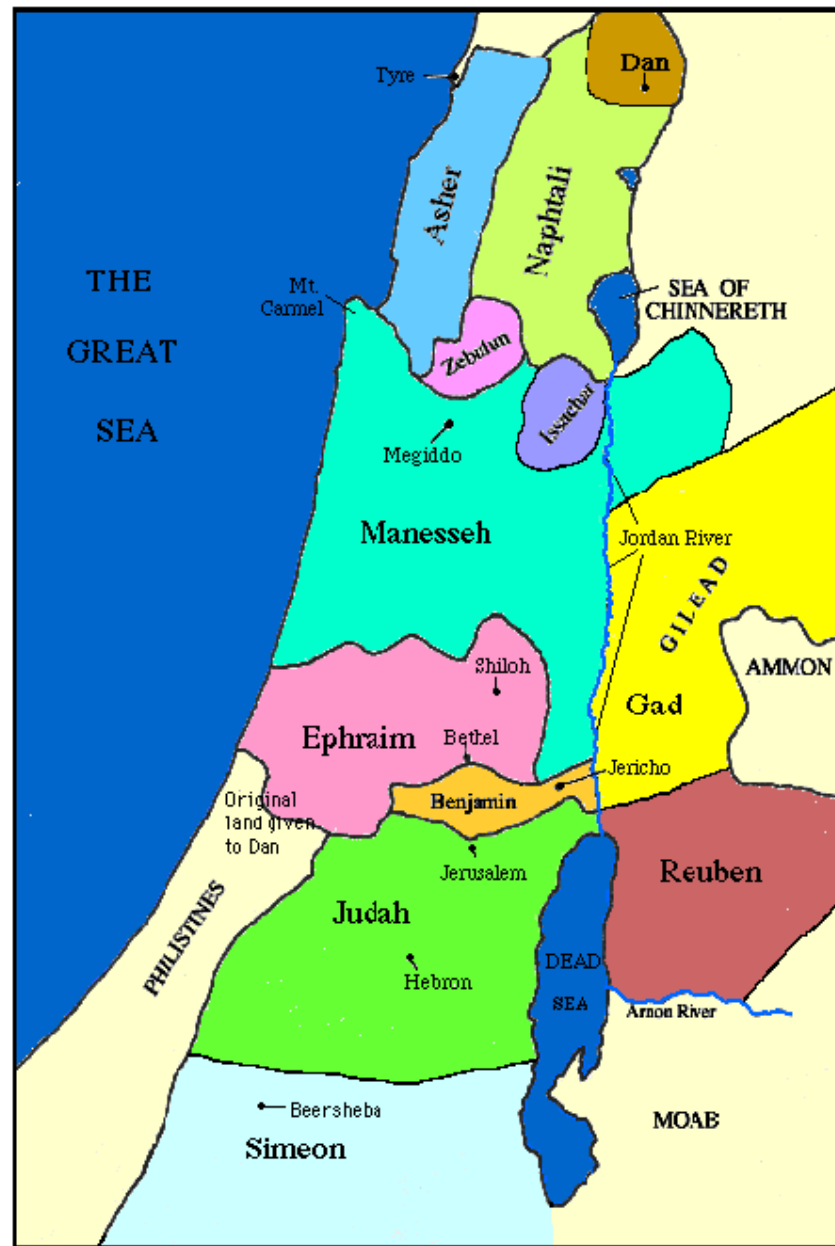 Dan
Tyre
Asher
Naphtali
THE
GREAT
SEA
Mt.
Carmel
SEA OF
CHINNERETH
Zebulun
Issachar
Megiddo
Manesseh
Jordan River
GILEAD
AMMON
Shiloh
Gad
Ephraim
Bethel
Jericho
Benjamin
Original
land given
to Dan
Jerusalem
Reuben
Judah
PHILISTINES
Hebron
DEAD
SEA
Arnon River
Beersheba
MOAB
Simeon